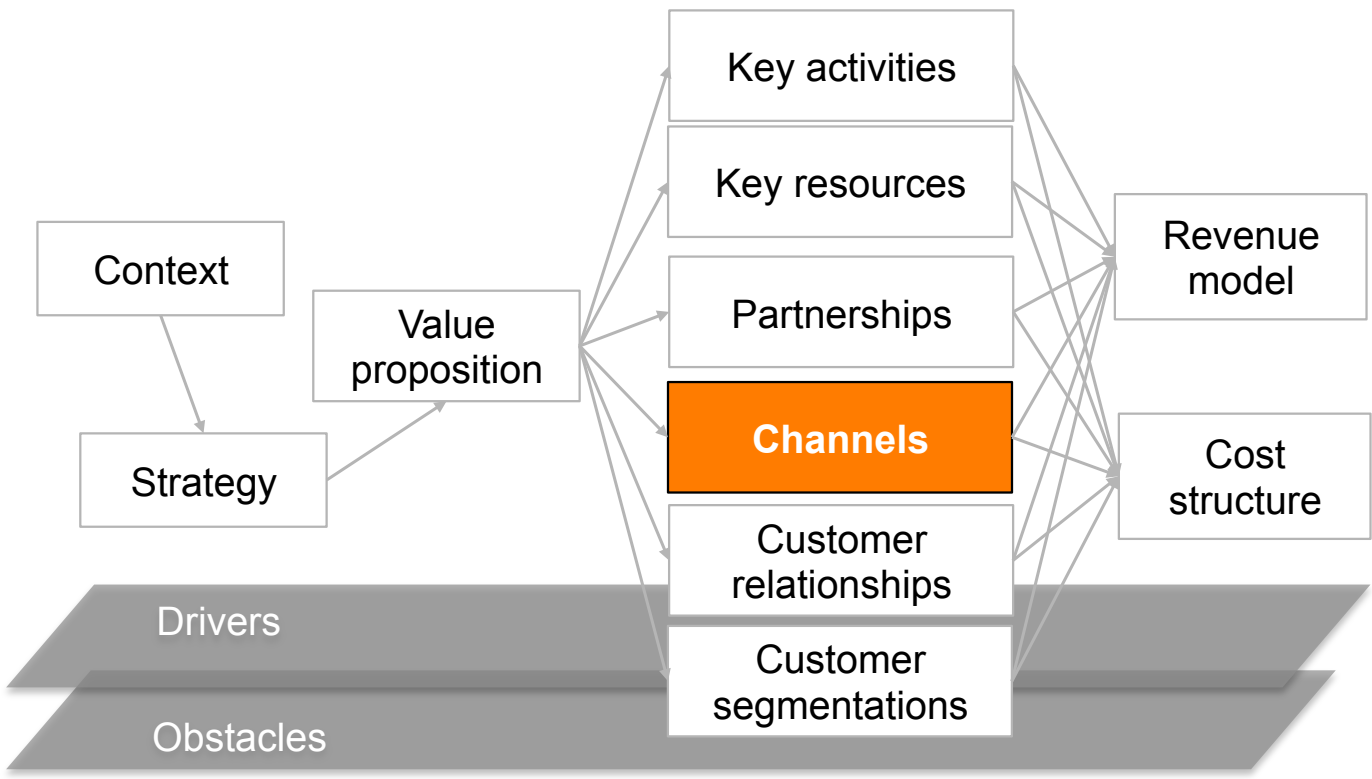 Key activities
Key resources
Context
Revenue
model
Value
proposition
Partnerships
Channels
Strategy
Cost
structure
Customer
relationships
Drivers
Customer
segmentations
Obstacles